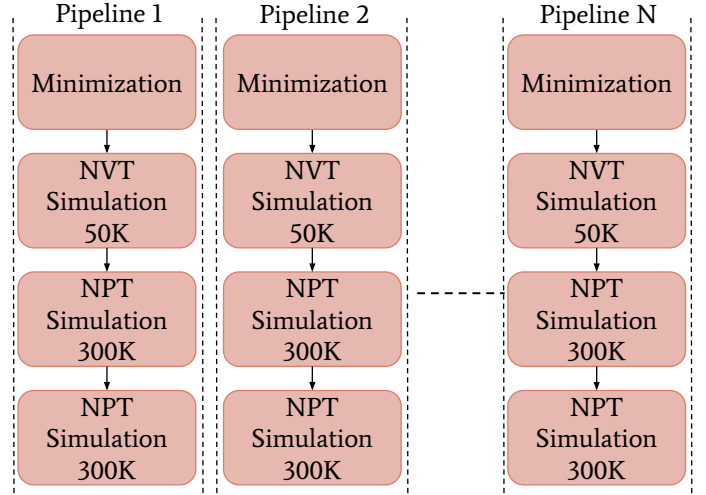 Pipeline 1
Minimization
NVT
Simulation
50K
NPT
Simulation
300K
NPT
Simulation
300K
Pipeline 2
Minimization
NVT
Simulation
50K
NPT
Simulation
300K
NPT
Simulation
300K
Pipeline N
Minimization
NVT
Simulation
50K
NPT
Simulation
300K
NPT
Simulation
300K